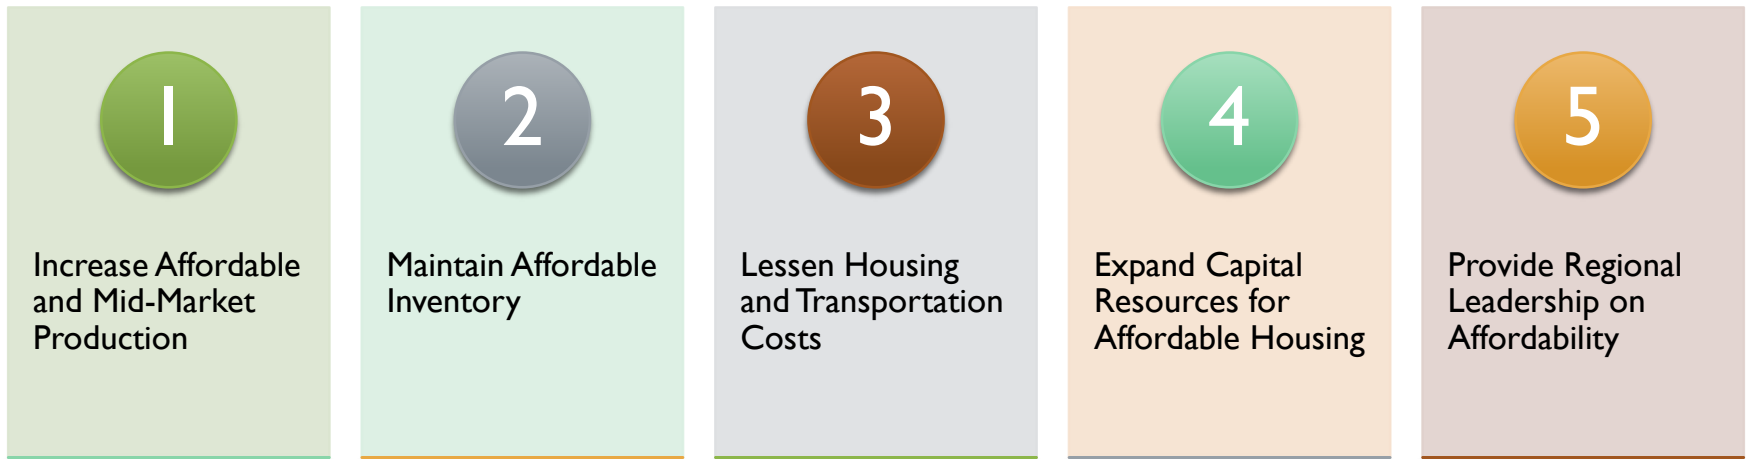 1
Increase Affordable
and Mid-Market
Production
2
Maintain Affordable
Inventory
3
Lessen Housing
and Transportation
Costs
4
Expand Capital
Resources for
Affordable Housing
5
Provide Regional
Leadership on
Affordability